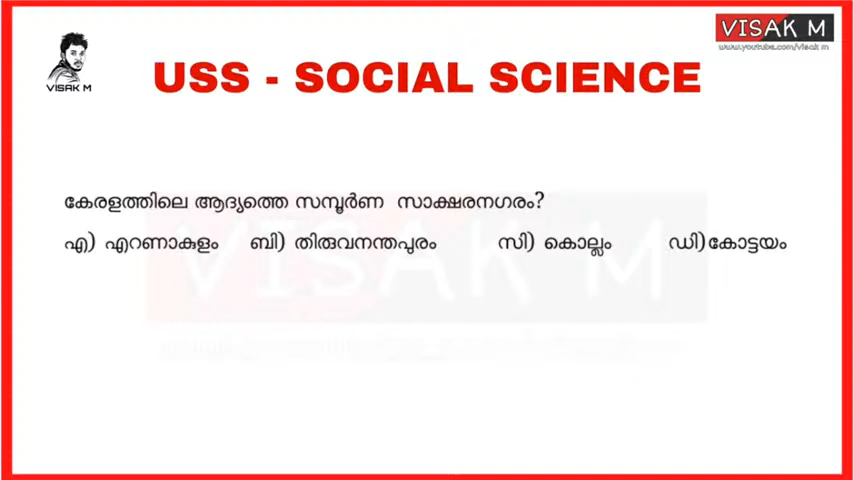 VISAK M
www.youtube.com/visak m
VISAK M
USS - SOCIAL SCIENCE
കേരളത്തിലെ ആദ്യത്തെ സമ്പൂർണ സാക്ഷരനഗരം?
എ) എറണാകുളം ബി) തിരുവനന്തപുരം സി) കൊല്ലം ഡി)കോട്ടയം
VISAK M